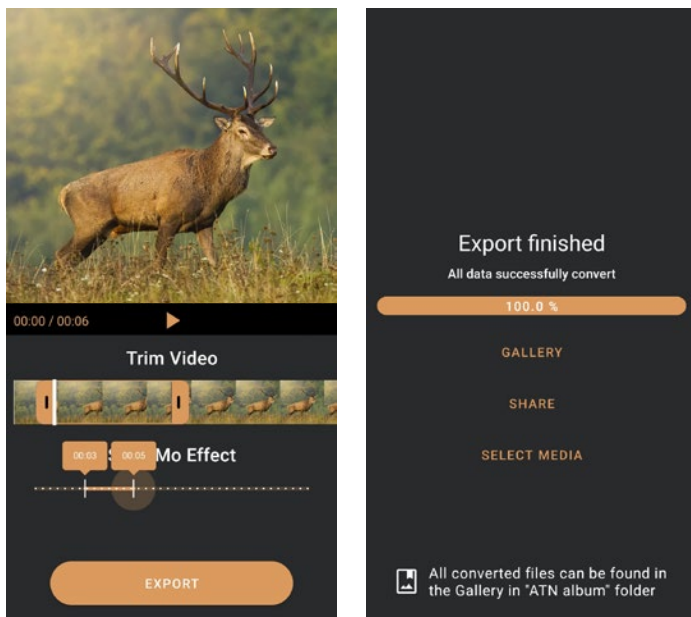 00:00 / 00:06
Trim Video
00:03
00:05
Mo Effect
EXPORT
Export finished
All data successfully convert
100.0 %
GALLERY
SHARE
SELECT MEDIA
All converted files can be found in
the Gallery in "ATN album" folder